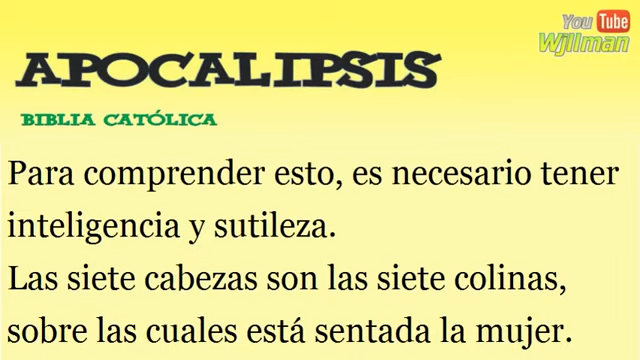 You Tube
Wjllman
APOCALIPSIS
BIBLIA CATÓLICA
Para comprender esto, es necesario tener
inteligencia y sutileza.
Las siete cabezas son las siete colinas,
sobre las cuales está sentada la mujer.